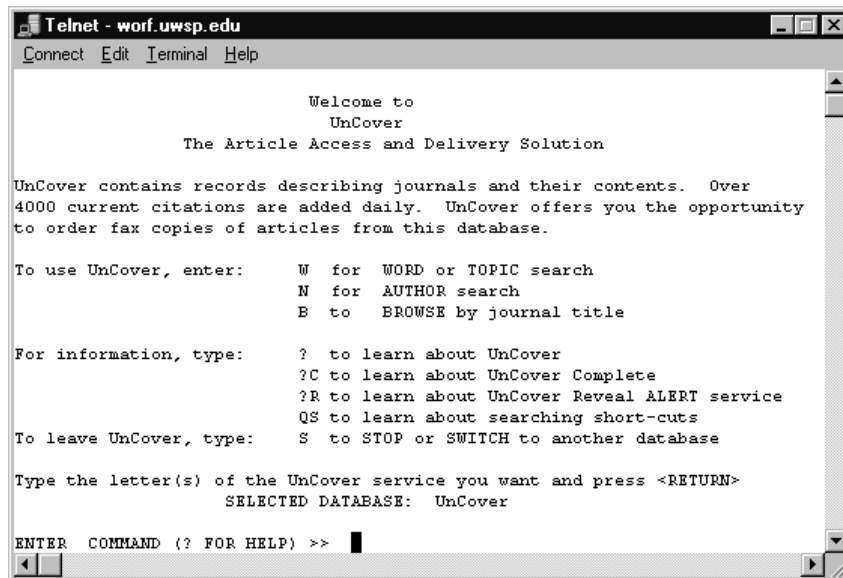 Telnet - worf.uwsp.edu
Connect Edit Terminal Help
Welcome to
UnCover
The Article Access and Delivery Solution
UnCover contains records describing journals and their contents. Over
4000 current citations are added daily. UnCover offers you the opportunity
to order fax copies of articles from this database.
To use UnCover, enter: W for WORD or TOPIC search
N for AUTHOR search
B to BROWSE by journal title
For information, type: ? to learn about UnCover
?C to learn about UnCover Complete
?R to learn about UnCover Reveal ALERT service
QS to learn about searching short-cuts
To leave UnCover, type: S to STOP or SWITCH to another database
Type the letter(s) of the UnCover service you want and press <RETURN>
SELECTED DATABASE: UnCover
ENTER COMMAND (? FOR HELP) >>